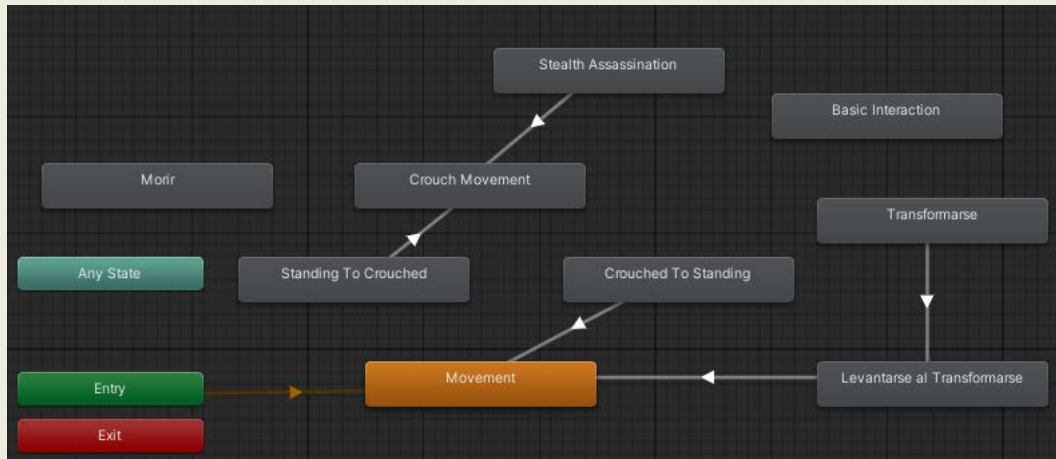 Stealth Assassination
Basic Interaction
Morir
Crouch Movement
Transformarse
Any State
Standing To Crouched
Crouched To Standing
Entry
Movement
Levantarse al Transformarse
Exit